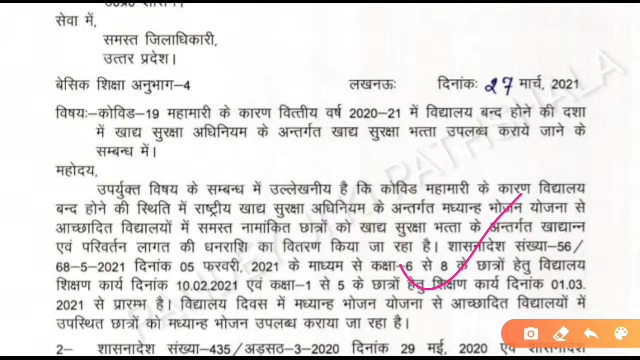 उ०प्र० शासन।
सेवा में,
समस्त जिलाधिकारी,
उत्तर प्रदेश।
बेसिक शिक्षा अनुभाग-4 लखनऊः दिनांकः 27 मार्च, 2021
विषयः-कोविड-19 महामारी के कारण वित्तीय वर्ष 2020-21 में विद्यालय बन्द होने की दशा
में खाद्य सुरक्षा अधिनियम के अन्तर्गत खाद्य सुरक्षा भत्ता उपलब्ध कराये जाने के
सम्बन्ध में।
महोदय,
उपर्युक्त विषय के सम्बन्ध में उल्लेखनीय है कि कोविड महामारी के कारण विद्यालय
बन्द होने की स्थिति में राष्ट्रीय खाद्य सुरक्षा अधिनियम के अन्तर्गत मध्यान्ह भोजन योजना से
आच्छादित विद्यालयों में समस्त नामांकित छात्रों को खाद्य सुरक्षा भत्ता के अन्तर्गत खाद्यान्न
एवं परिवर्तन लागत की धनराशि का वितरण किया जा रहा है। शासनादेश संख्या-56/
68-5-2021 दिनांक 05 फरवरी, 2021 के माध्यम से कक्षा-6 से 8 के छात्रों हेतु विद्यालय
शिक्षण कार्य दिनांक 10.02.2021 एवं कक्षा-1 से 5 के छात्रों हेतु शिक्षण कार्य दिनांक 01.03.
2021 से प्रारम्भ है। विद्यालय दिवस में मध्यान्ह भोजन योजना से आच्छादित विद्यालयों में
उपस्थित छात्रों को मध्यान्ह भोजन उपलब्ध कराया जा रहा है।
2- शासनादेश संख्या-435/अड़सठ-3-2020 दिनांक 29 मई, 2020 एवं शासनादेश